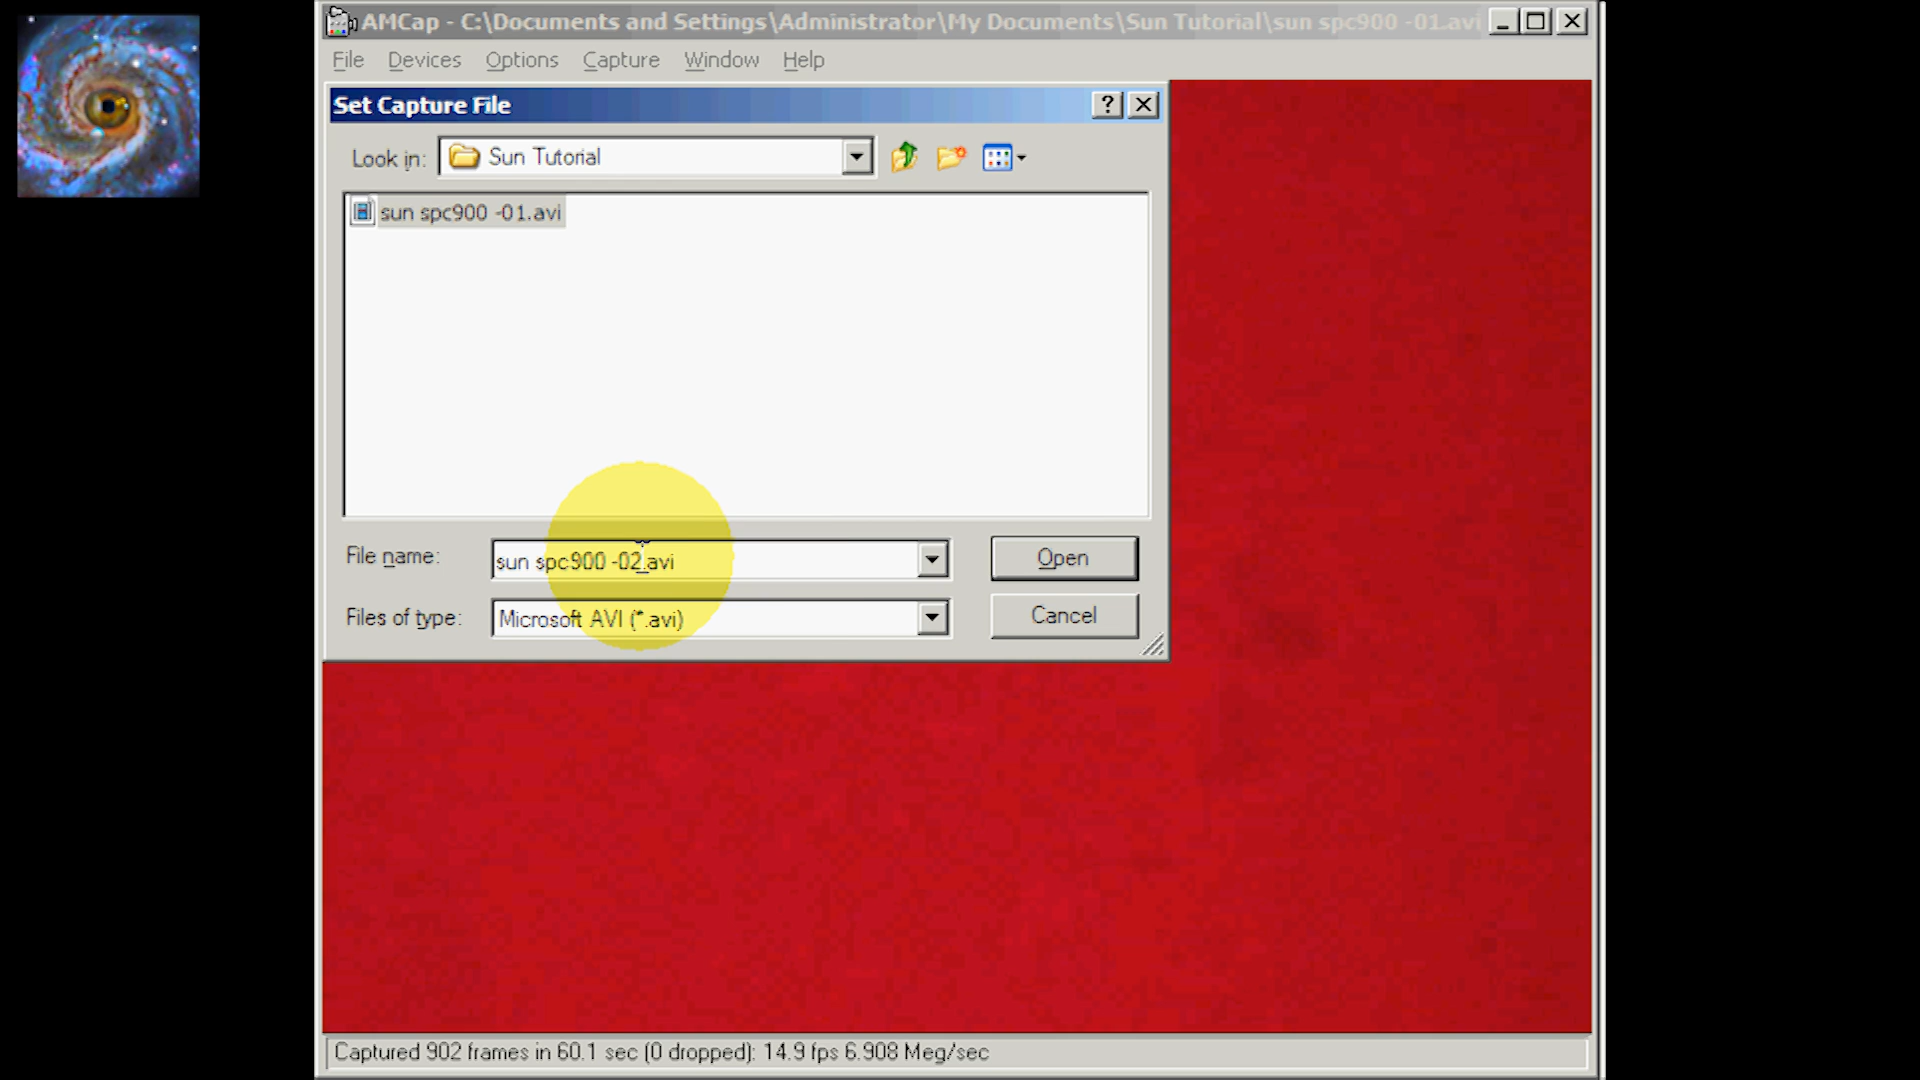 AMCap - C:\Documents and Settings\Administrator\My Documents\Sun Tutorial\sun spc900 -01.avi
File Devices Options Capture Window Help
Set Capture File
Look in: Sun Tutorial
sun spc900 -01.avi
File name: sun spc900 -02.avi Open
Files of type: Microsoft AVI (*.avi) Cancel
Captured 902 frames in 60.1 sec (0 dropped): 14.9 fps 6.908 Meg/sec